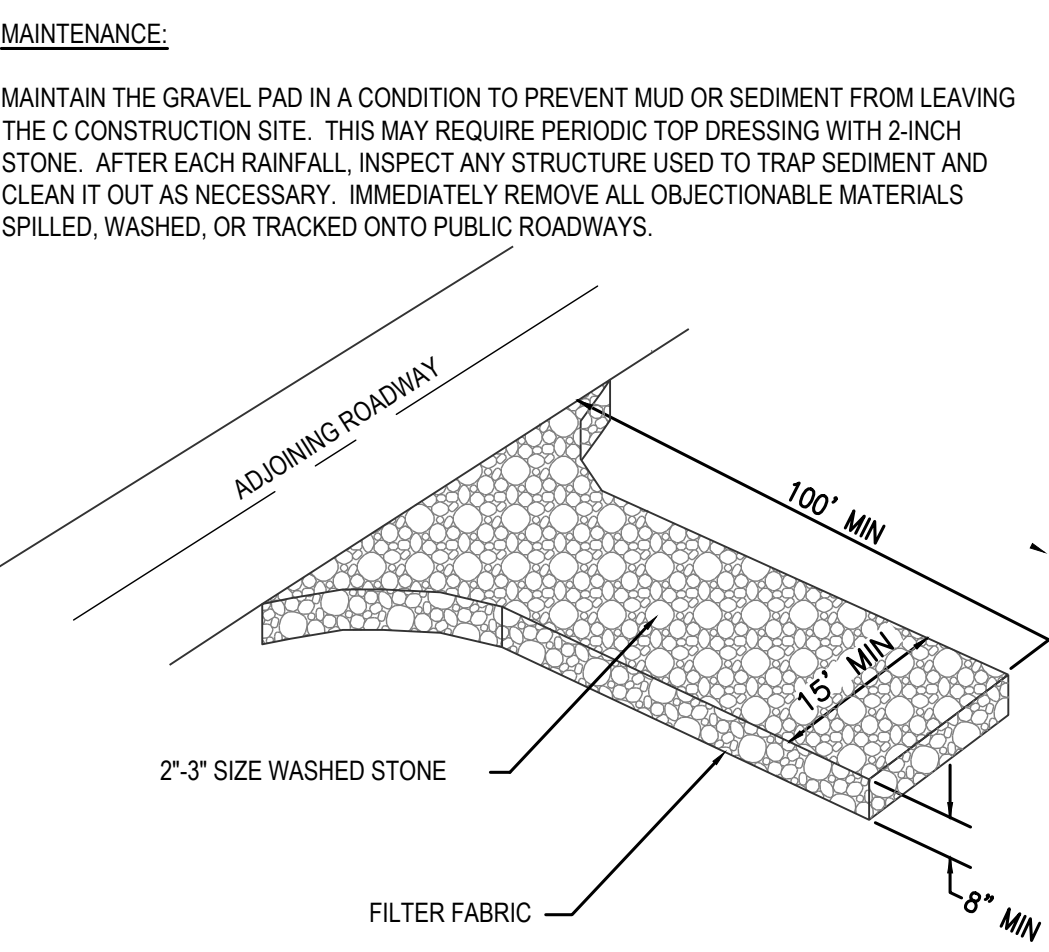 MAINTENANCE:
MAINTAIN THE GRAVEL PAD IN A CONDITION TO PREVENT MUD OR SEDIMENT FROM LEAVING
THE C CONSTRUCTION SITE. THIS MAY REQUIRE PERIODIC TOP DRESSING WITH 2-INCH
STONE. AFTER EACH RAINFALL, INSPECT ANY STRUCTURE USED TO TRAP SEDIMENT AND
CLEAN IT OUT AS NECESSARY. IMMEDIATELY REMOVE ALL OBJECTIONABLE MATERIALS
SPILLED, WASHED, OR TRACKED ONTO PUBLIC ROADWAYS.
ADJOINING ROADWAY
100' MIN
15' MIN
2"-3" SIZE WASHED STONE
FILTER FABRIC
8" MIN